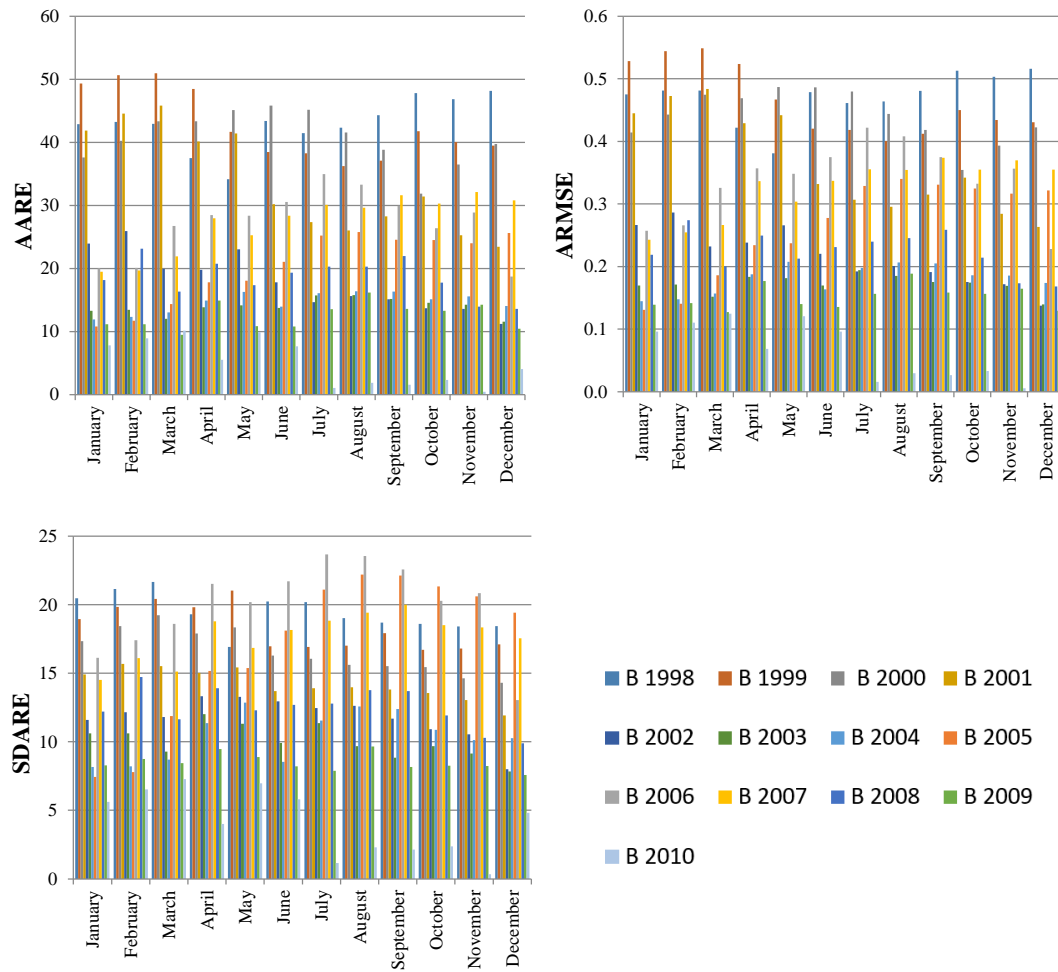 AARE
60
50
40
30
20
10
0
January
February
March
April
May
June
July
August
September
October
November
December
ARMSE
0.6
0.5
0.4
0.3
0.2
0.1
0.0
January
February
March
April
May
June
July
August
September
October
November
December
SDARE
25
20
15
10
5
0
January
February
March
April
May
June
July
August
September
October
November
December
B 1998 B 1999 B 2000 B 2001
B 2002 B 2003 B 2004 B 2005
B 2006 B 2007 B 2008 B 2009
B 2010